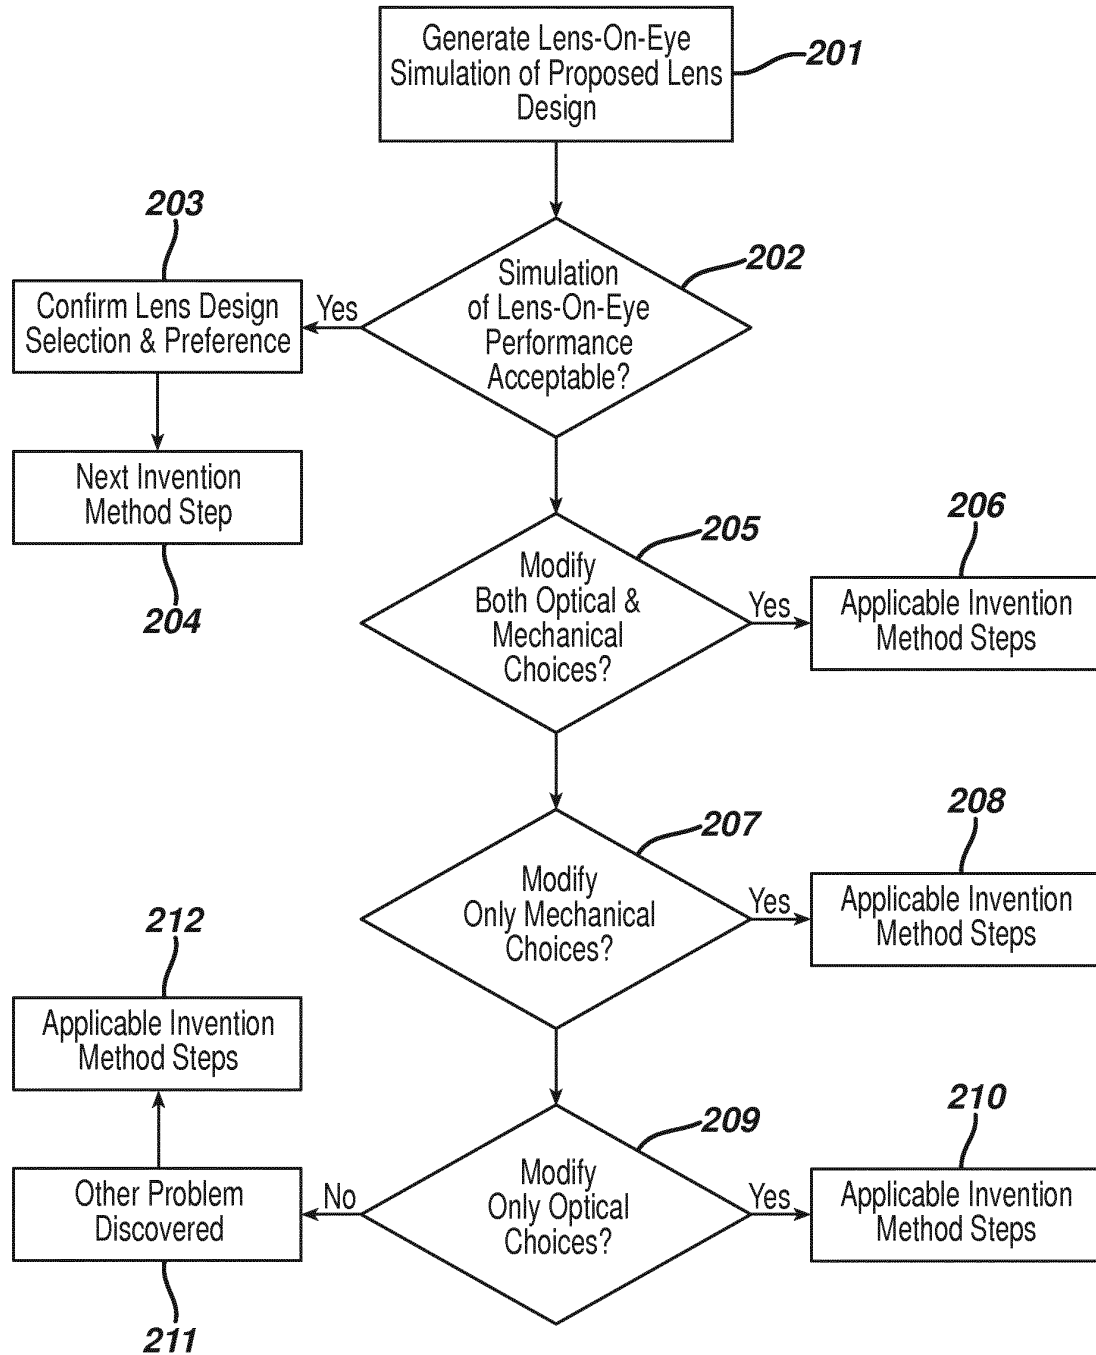 Generate Lens-On-Eye
Simulation of Proposed Lens
Design
201
203
Simulation
of Lens-On-Eye
Performance
Acceptable?
202
Confirm Lens Design
Selection & Preference
Yes
Next Invention
Method Step
204
Modify
Both Optical &
Mechanical
Choices?
205
Yes
206
Applicable Invention
Method Steps
Modify
Only Mechanical
Choices?
207
Yes
208
Applicable Invention
Method Steps
212
Applicable Invention
Method Steps
Modify
Only Optical
Choices?
209
Yes
210
Applicable Invention
Method Steps
No
Other Problem
Discovered
211